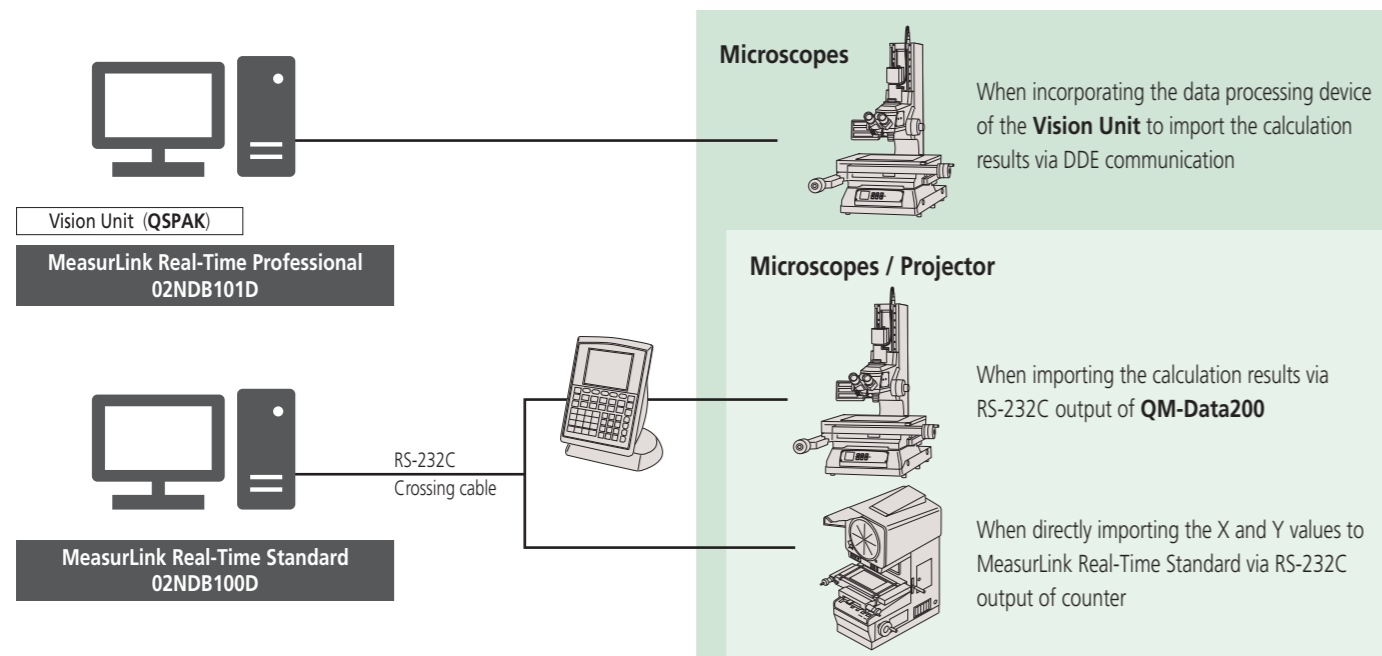 Microscopes
When incorporating the data processing device
of the Vision Unit to import the calculation
results via DDE communication
Vision Unit (QSPAK)
MeasurLink Real-Time Professional
02NDB101D
Microscopes / Projector
When importing the calculation results via
RS-232C output of QM-Data200
RS-232C
Crossing cable
When directly importing the X and Y values to
MeasurLink Real-Time Standard via RS-232C
output of counter
MeasurLink Real-Time Standard
02NDB100D